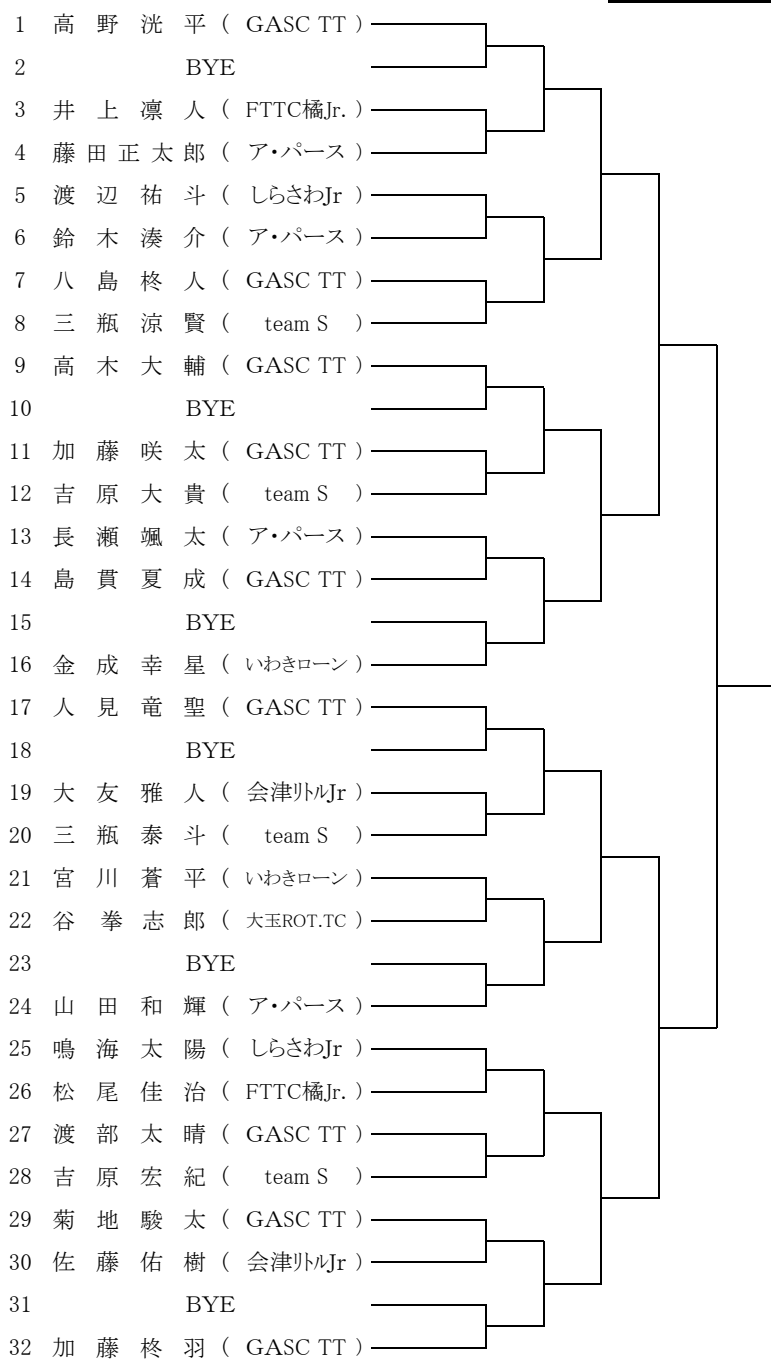 1 高野洸平 ( GASC TT )
2 BYE
3 井上凛人 ( FTTC橘Jr. )
4 藤田正太郎 ( ア・パース )
5 渡辺祐斗 ( しらさわJr )
6 鈴木湊介 ( ア・パース )
7 八島柊人 ( GASC TT )
8 三瓶涼賢 ( team S )
9 高木大輔 ( GASC TT )
10 BYE
11 加藤咲太 ( GASC TT )
12 吉原大貴 ( team S )
13 長瀬颯太 ( ア・パース )
14 島貫夏成 ( GASC TT )
15 BYE
16 金成幸星 ( いわきローン )
17 人見竜聖 ( GASC TT )
18 BYE
19 大友雅人 ( 会津リトルJr )
20 三瓶泰斗 ( team S )
21 宮川蒼平 ( いわきローン )
22 谷拳志郎 ( 大玉ROT.TC )
23 BYE
24 山田和輝 ( ア・パース )
25 鳴海太陽 ( しらさわJr )
26 松尾佳治 ( FTTC橘Jr. )
27 渡部太晴 ( GASC TT )
28 吉原宏紀 ( team S )
29 菊地駿太 ( GASC TT )
30 佐藤佑樹 ( 会津リトルJr )
31 BYE
32 加藤柊羽 ( GASC TT )